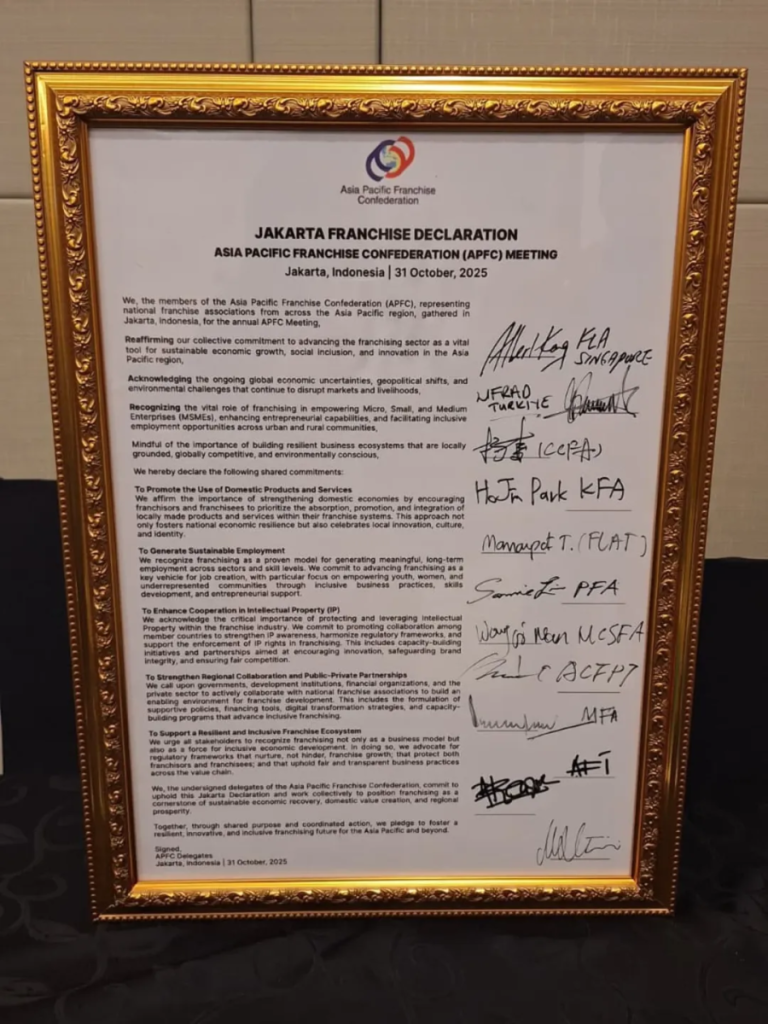 Asia Pacific Franchise
Confederation
JAKARTA FRANCHISE DECLARATION
ASIA PACIFIC FRANCHISE CONFEDERATION (APFC) MEETING
Jakarta, Indonesia | 31 October, 2025
We, the members of the Asia Pacific Franchise Confederation (APFC), representing
national franchise associations from across the Asia Pacific region, gathered in
Jakarta, Indonesia, for the annual APFC Meeting,
Reaffirming our collective commitment to advancing the franchising sector as a vital
tool for sustainable economic growth, social inclusion, and innovation in the Asia
Pacific region,
Acknowledging the ongoing global economic uncertainties, geopolitical shifts, and
environmental challenges that continue to disrupt markets and livelihoods,
Recognizing the vital role of franchising in empowering Micro, Small, and Medium
Enterprises (MSMEs), enhancing entrepreneurial capabilities, and facilitating inclusive
employment opportunities across urban and rural communities,
Mindful of the importance of building resilient business ecosystems that are locally
grounded, globally competitive, and environmentally conscious,
We hereby declare the following shared commitments:
To Promote the Use of Domestic Products and Services
We affirm the importance of strengthening domestic economies by encouraging
franchisors and franchisees to prioritize the absorption, promotion, and integration of
locally made products and services within their franchise systems. This approach not
only fosters national economic resilience but also celebrates local innovation, culture,
and identity.
To Generate Sustainable Employment
We recognize franchising as a proven model for generating meaningful, long-term
employment across sectors and skill levels. We commit to advancing franchising as a
key vehicle for job creation, with particular focus on empowering youth, women, and
underrepresented communities through inclusive business practices, skills
development, and entrepreneurial support.
To Enhance Cooperation in Intellectual Property (IP)
We acknowledge the critical importance of protecting and leveraging Intellectual
Property within the franchise industry. We commit to promoting collaboration among
member countries to strengthen IP awareness, harmonize regulatory frameworks, and
support the enforcement of IP rights in franchising. This includes capacity-building
initiatives and partnerships aimed at encouraging innovation, safeguarding brand
integrity, and ensuring fair competition.
To Strengthen Regional Collaboration and Public-Private Partnerships
We call upon governments, development institutions, financial organizations, and the
private sector to actively collaborate with national franchise associations to build an
enabling environment for franchise development. This includes the formulation of
supportive policies, financing tools, digital transformation strategies, and capacity-
building programs that advance inclusive franchising.
To Support a Resilient and Inclusive Franchise Ecosystem
We urge all stakeholders to recognize franchising not only as a business model but
also as a force for inclusive economic development. In doing so, we advocate for
regulatory frameworks that nurture, not hinder, franchise growth; that protect both
franchisors and franchisees; and that uphold fair and transparent business practices
across the value chain.
We, the undersigned delegates of the Asia Pacific Franchise Confederation, commit to
uphold this Jakarta Declaration and work collectively to position franchising as a
cornerstone of sustainable economic recovery, domestic value creation, and regional
prosperity.
Together, through shared purpose and coordinated action, we pledge to foster a
resilient, innovative, and inclusive franchising future for the Asia Pacific and beyond.
Signed,
APFC Delegates
Jakarta, Indonesia | 31 October, 2025
FLA
SINGAPORE
UFRAD
TURKIYE
(CCFA)
Park KFA
T. (FLAT)
PFA
MCSFA
MFA
AFI